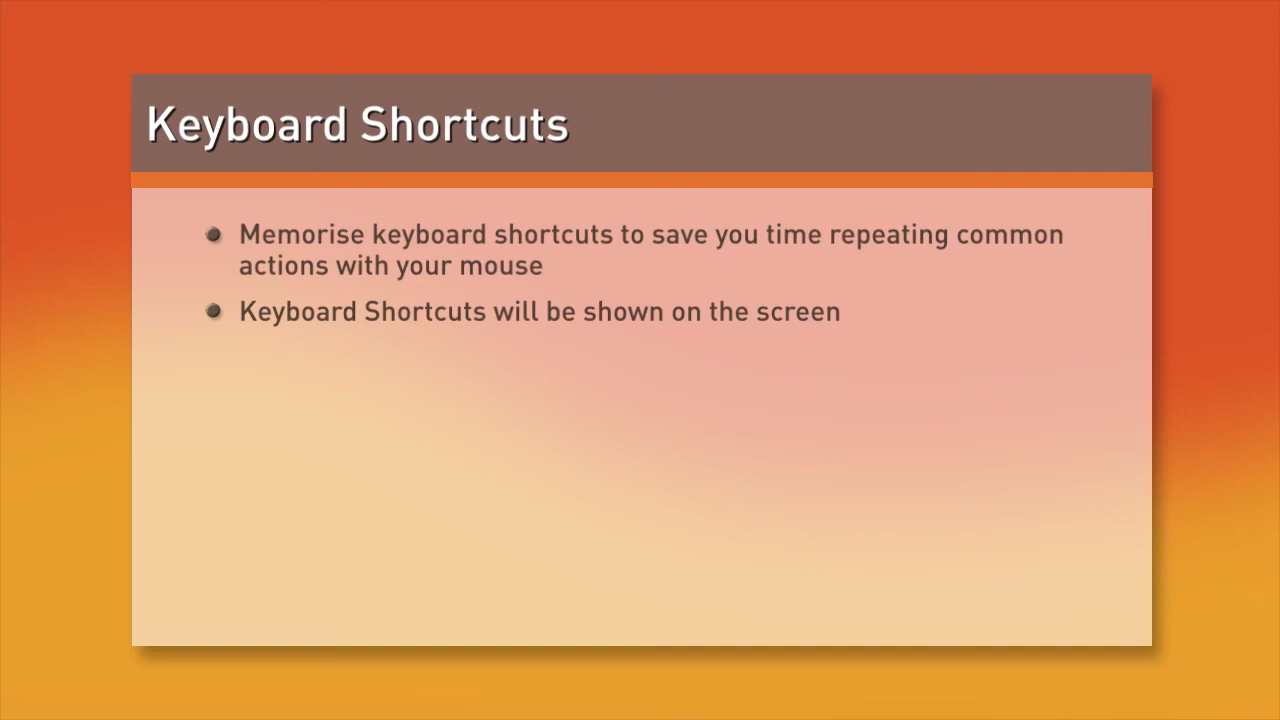 Keyboard Shortcuts
Memorise keyboard shortcuts to save you time repeating common
actions with your mouse
Keyboard Shortcuts will be shown on the screen